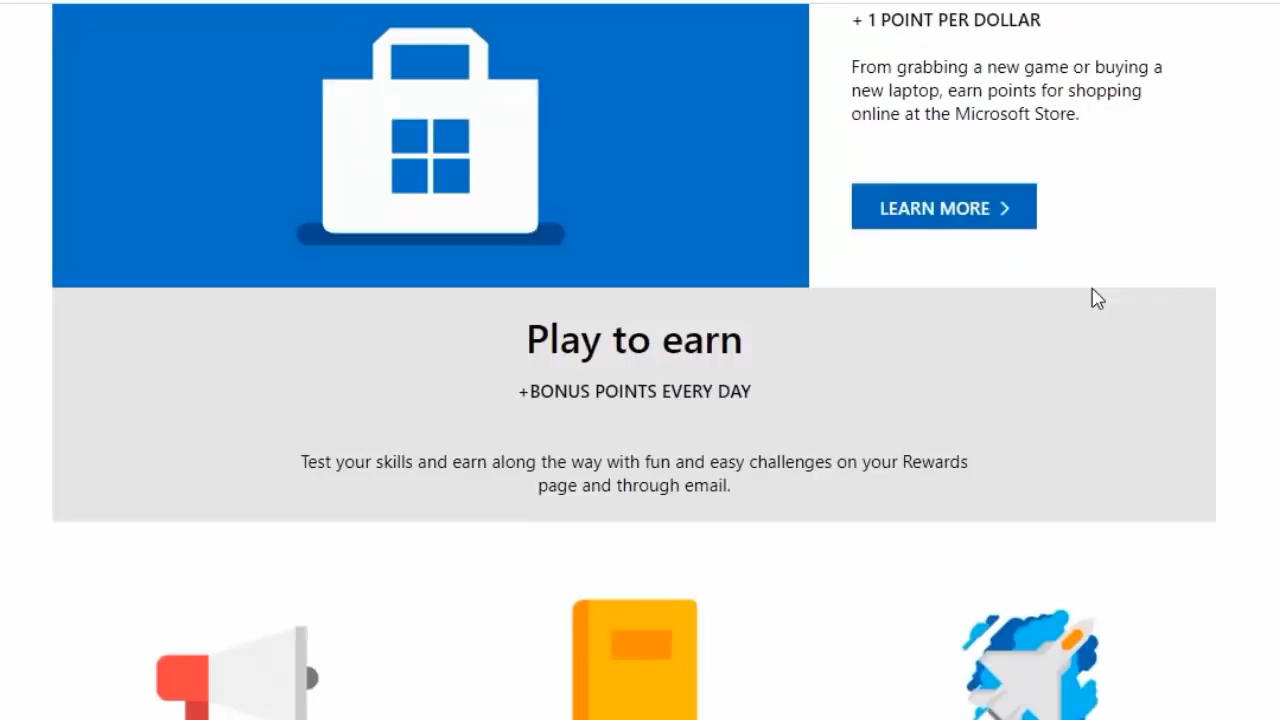 + 1 POINT PER DOLLAR
From grabbing a new game or buying a
new laptop, earn points for shopping
online at the Microsoft Store.
LEARN MORE
Play to earn
+BONUS POINTS EVERY DAY
Test your skills and earn along the way with fun and easy challenges on your Rewards
page and through email.